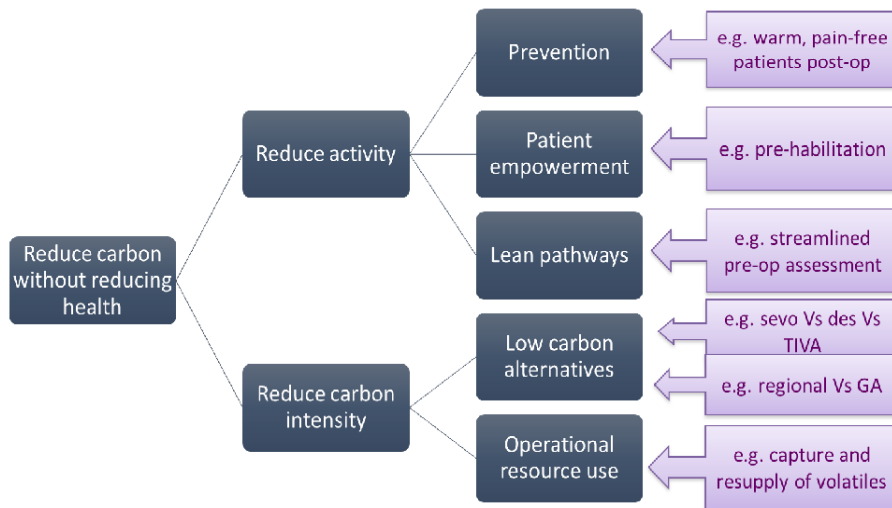 Prevention
e.g. warm, pain-free
patients post-op
Reduce activity
Patient
empowerment
e.g. pre-habilitation
Reduce carbon
without reducing
health
Lean pathways
e.g. streamlined
pre-op assessment
Low carbon
alternatives
e.g. sevo Vs des Vs
TIVA
Reduce carbon
intensity
e.g. regional Vs GA
Operational
resource use
e.g. capture and
resupply of volatiles